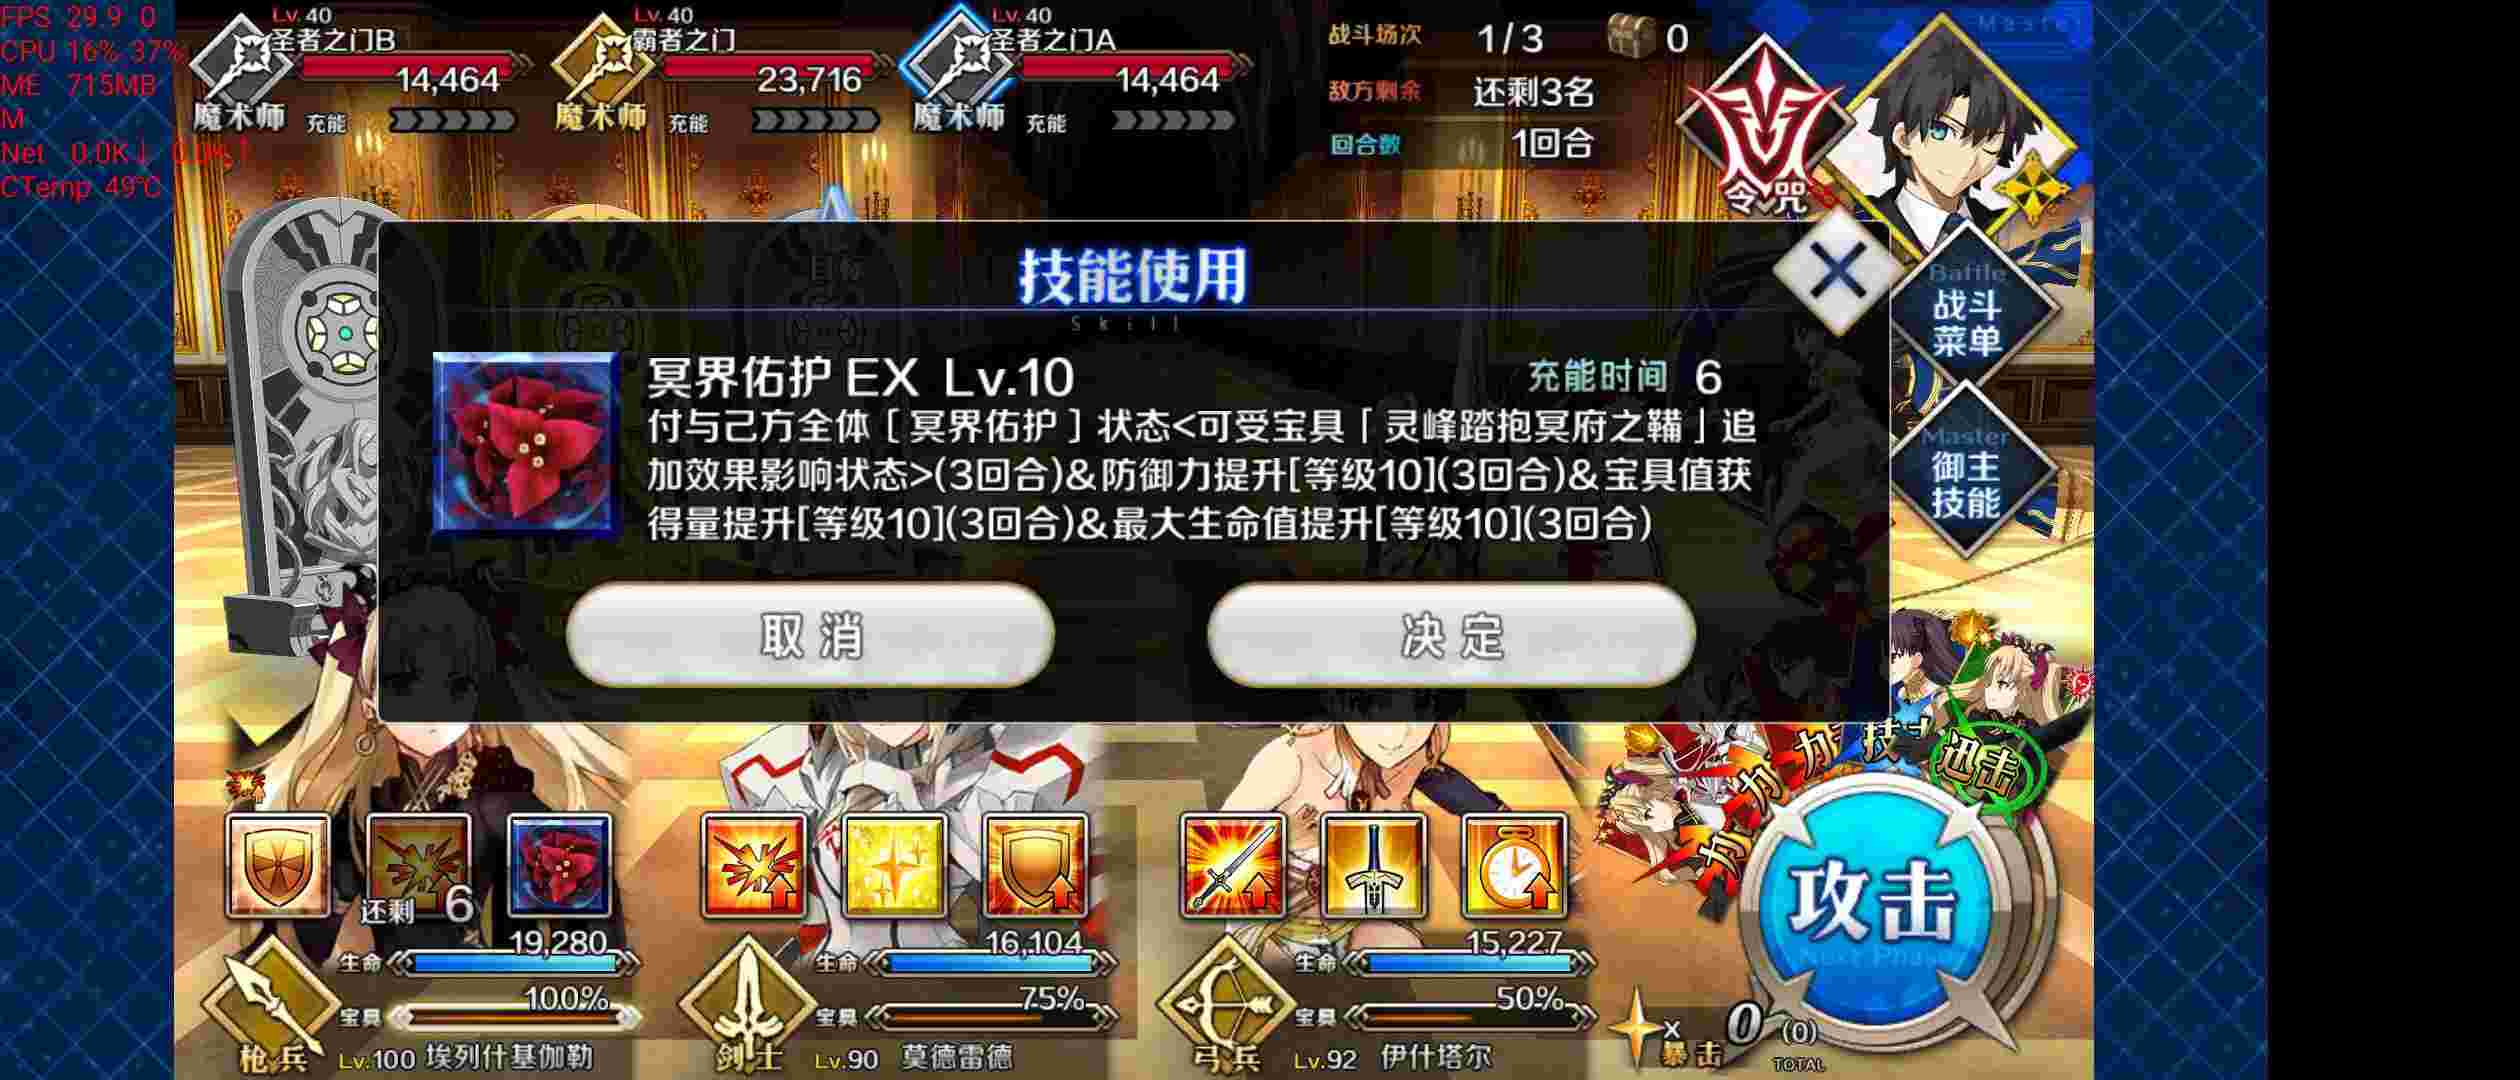 FPS 29.9 0
CPU 16% 37%
ME 715MB
M
Net 0.0K↓ 0.0K↑
CTemp 49℃
Lv.40
圣者之门B
14,464
魔术师 充能
Lv.40
霸者之门
23,716
魔术师 充能
Lv.40
圣者之门A
14,464
魔术师 充能
战斗场次 1/3 0
敌方剩余 还剩3名
回合数 1回合
令咒
Master
技能使用
Skill
Battle
战斗
菜单
Master
御主
技能
冥界佑护 EX Lv.10
充能时间 6
付与己方全体［冥界佑护］状态<可受宝具「灵峰踏抱冥府之鞴」追
加效果影响状态>(3回合)&防御力提升[等级10](3回合)&宝具值获
得量提升[等级10](3回合)&最大生命值提升[等级10](3回合)
取消
决定
力 力 力 技 迅击
攻击
Next Phase
还剩 6
生命 19,280
宝具 100%
枪兵 Lv.100 埃列什基伽勒
生命 16,104
宝具 75%
剑士 Lv.90 莫德雷德
生命 15,227
宝具 50%
弓兵 Lv.92 伊什塔尔
x 0 (0)
暴击 TOTAL